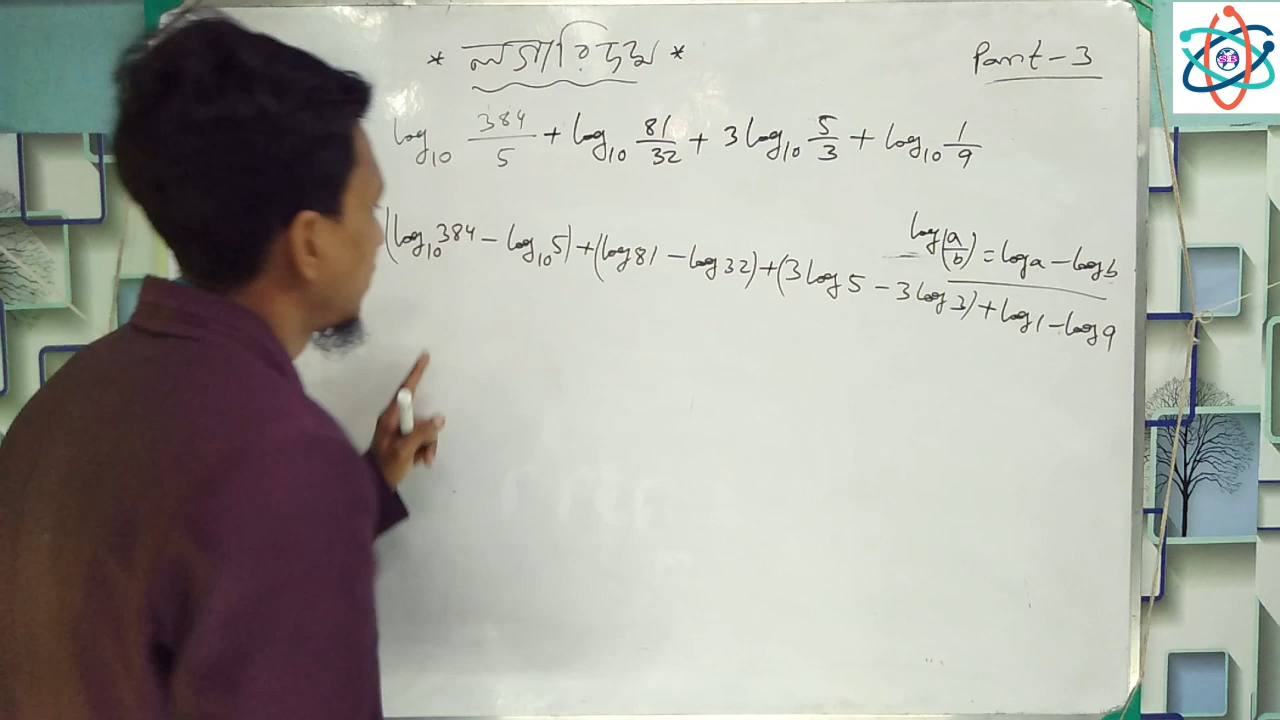 * লগারিদম *
Part-3
log₁₀ 384/5 + log₁₀ 81/32 + 3 log₁₀ 5/3 + log₁₀ 1/9
log(a/b) = log a - log b
(log₁₀ 384 - log₁₀ 5) + (log 81 - log 32) + (3 log 5 - 3 log 3) + log 1 - log 9
SB